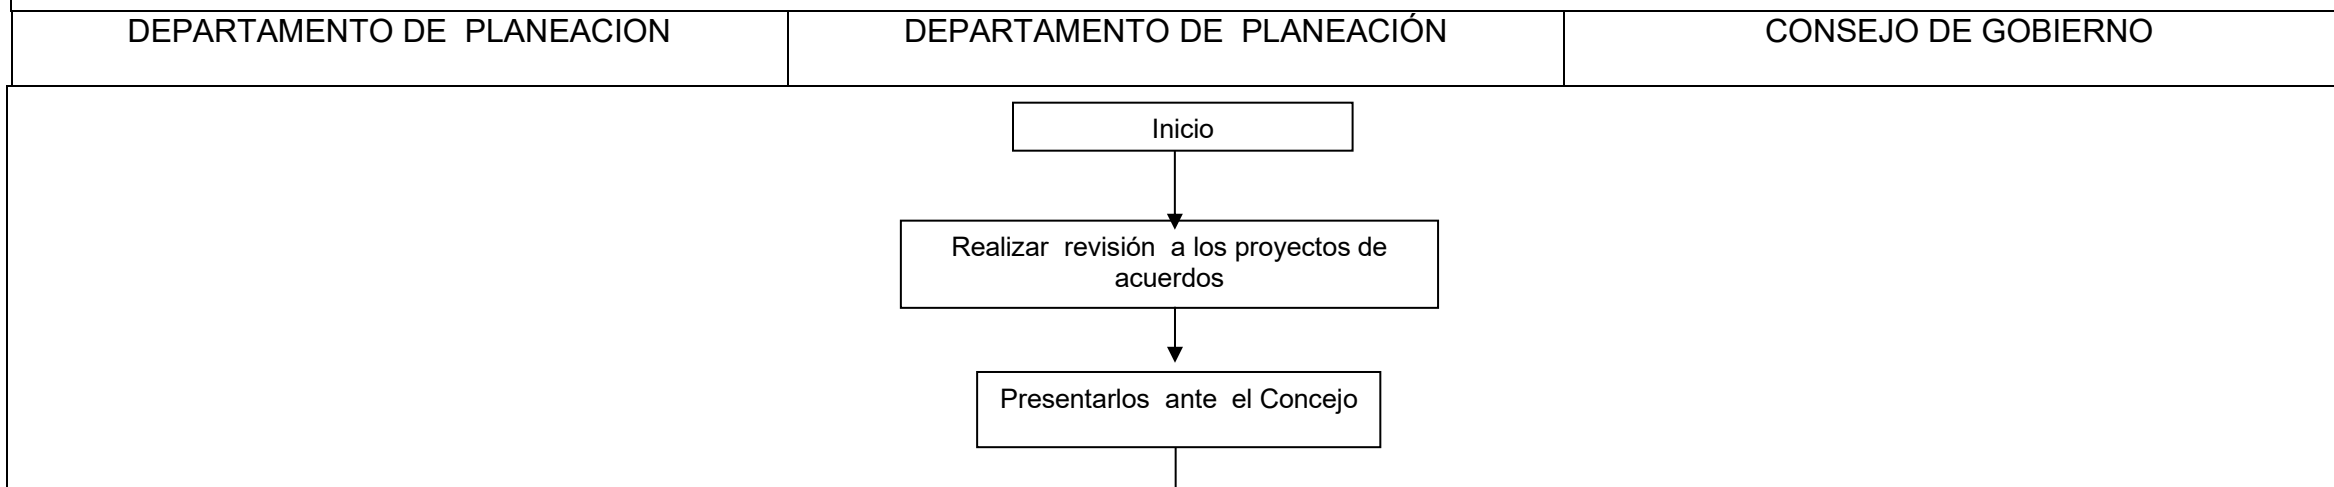 DEPARTAMENTO DE PLANEACION
DEPARTAMENTO DE PLANEACIÓN
CONSEJO DE GOBIERNO
Inicio
Realizar revisión a los proyectos de
acuerdos
Presentarlos ante el Concejo